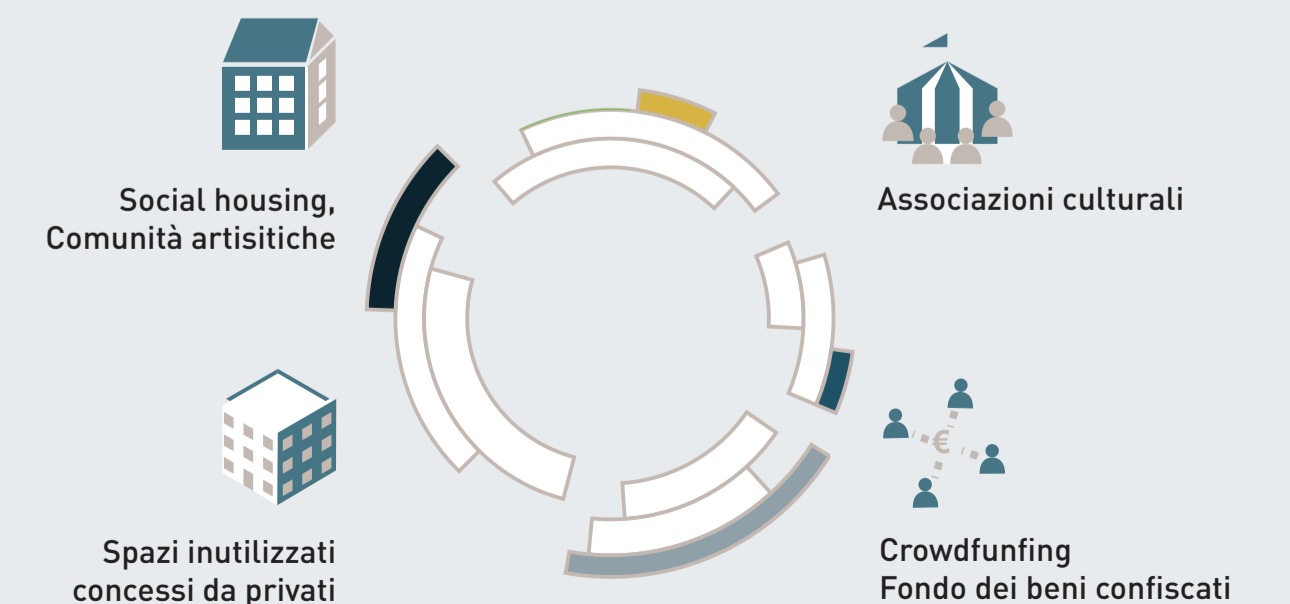 Social housing,
Comunità artisitiche
Associazioni culturali
Spazi inutilizzati
concessi da privati
€
Crowdfunfing
Fondo dei beni confiscati